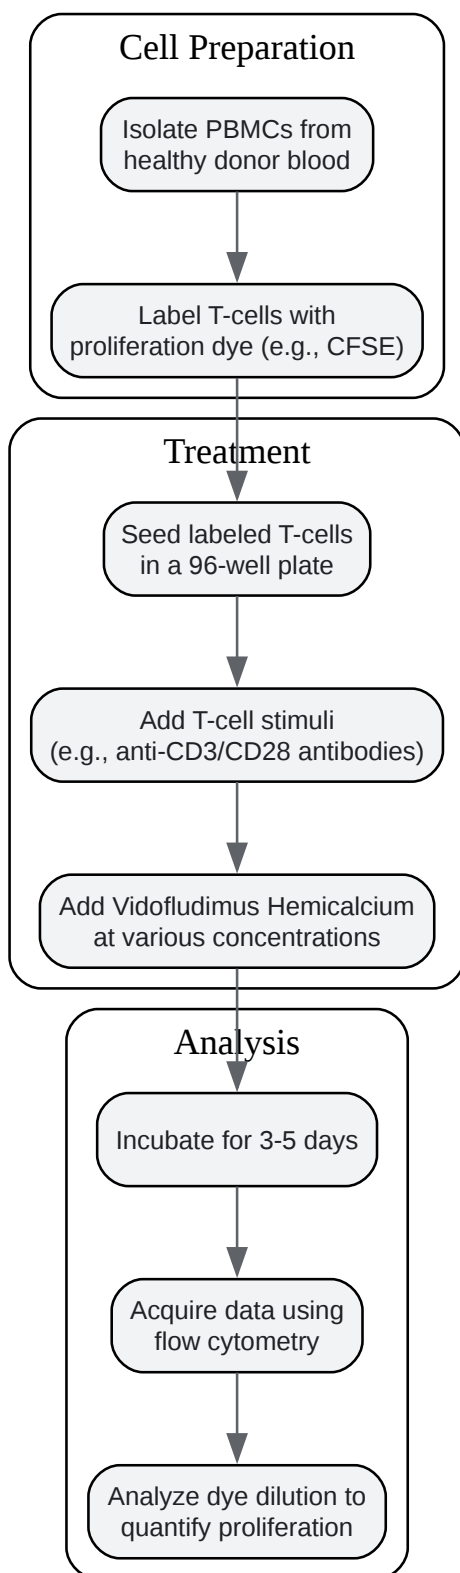 Cell Preparation
Isolate PBMCs from
healthy donor blood
Label T-cells with
proliferation dye (e.g., CFSE)
Treatment
Seed labeled T-cells
in a 96-well plate
Add T-cell stimuli
(e.g., anti-CD3/CD28 antibodies)
Add Vidofludimus Hemicalcium
at various concentrations
Analysis
Incubate for 3-5 days
Acquire data using
flow cytometry
Analyze dye dilution to
quantify proliferation